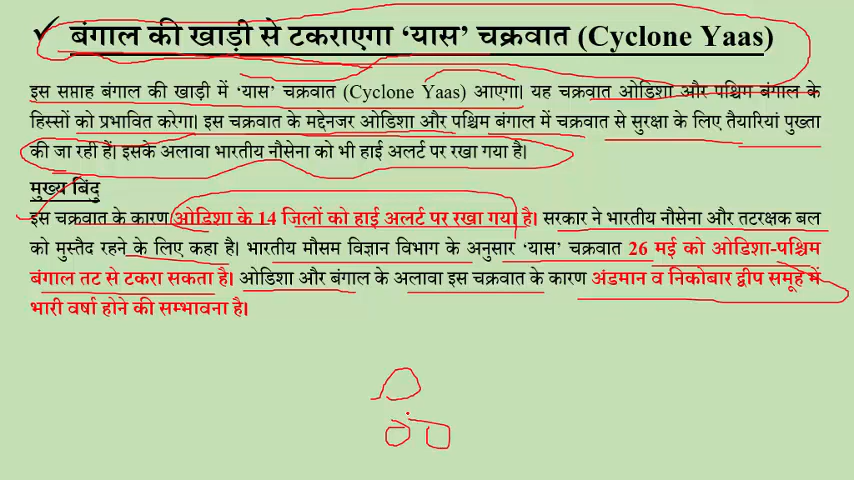 बंगाल की खाड़ी से टकराएगा ‘यास’ चक्रवात (Cyclone Yaas)
इस सप्ताह बंगाल की खाड़ी में ‘यास’ चक्रवात (Cyclone Yaas) आएगा। यह चक्रवात ओडिशा और पश्चिम बंगाल के
हिस्सों को प्रभावित करेगा। इस चक्रवात के मद्देनजर ओडिशा और पश्चिम बंगाल में चक्रवात से सुरक्षा के लिए तैयारियां पुख्ता
की जा रही हैं। इसके अलावा भारतीय नौसेना को भी हाई अलर्ट पर रखा गया है।
मुख्य बिंदु
इस चक्रवात के कारण ओडिशा के 14 जिलों को हाई अलर्ट पर रखा गया है। सरकार ने भारतीय नौसेना और तटरक्षक बल
को मुस्तैद रहने के लिए कहा है। भारतीय मौसम विज्ञान विभाग के अनुसार ‘यास’ चक्रवात 26 मई को ओडिशा-पश्चिम
बंगाल तट से टकरा सकता है। ओडिशा और बंगाल के अलावा इस चक्रवात के कारण अंडमान व निकोबार द्वीप समूह में
भारी वर्षा होने की सम्भावना है।